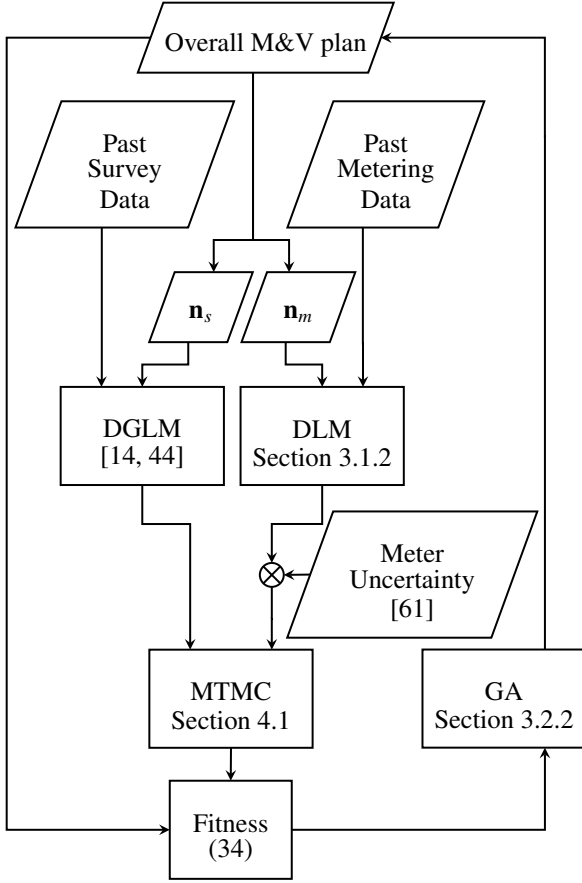 Overall M&V plan
Past
Survey
Data
Past
Metering
Data
n_s
n_m
DGLM
[14, 44]
DLM
Section 3.1.2
Meter
Uncertainty
[61]
MTMC
Section 4.1
GA
Section 3.2.2
Fitness
(34)